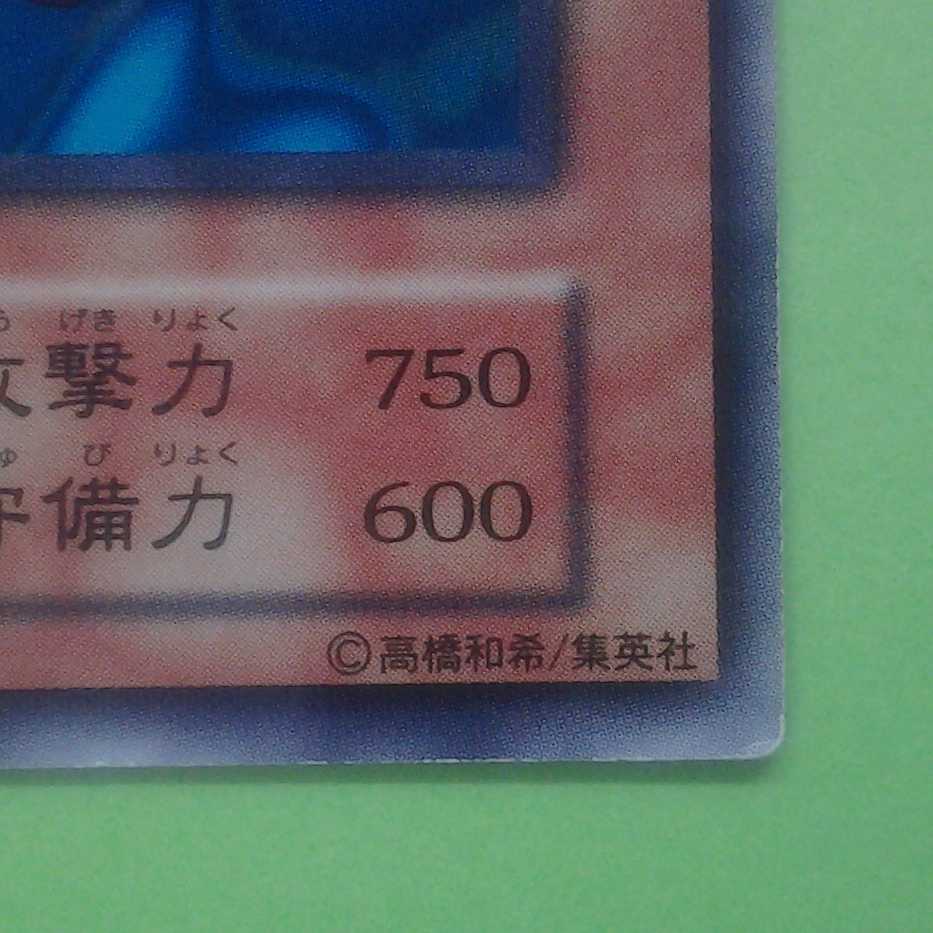 げき りょく
撃力 750
び りょく
守備力 600
©高橋和希/集英社